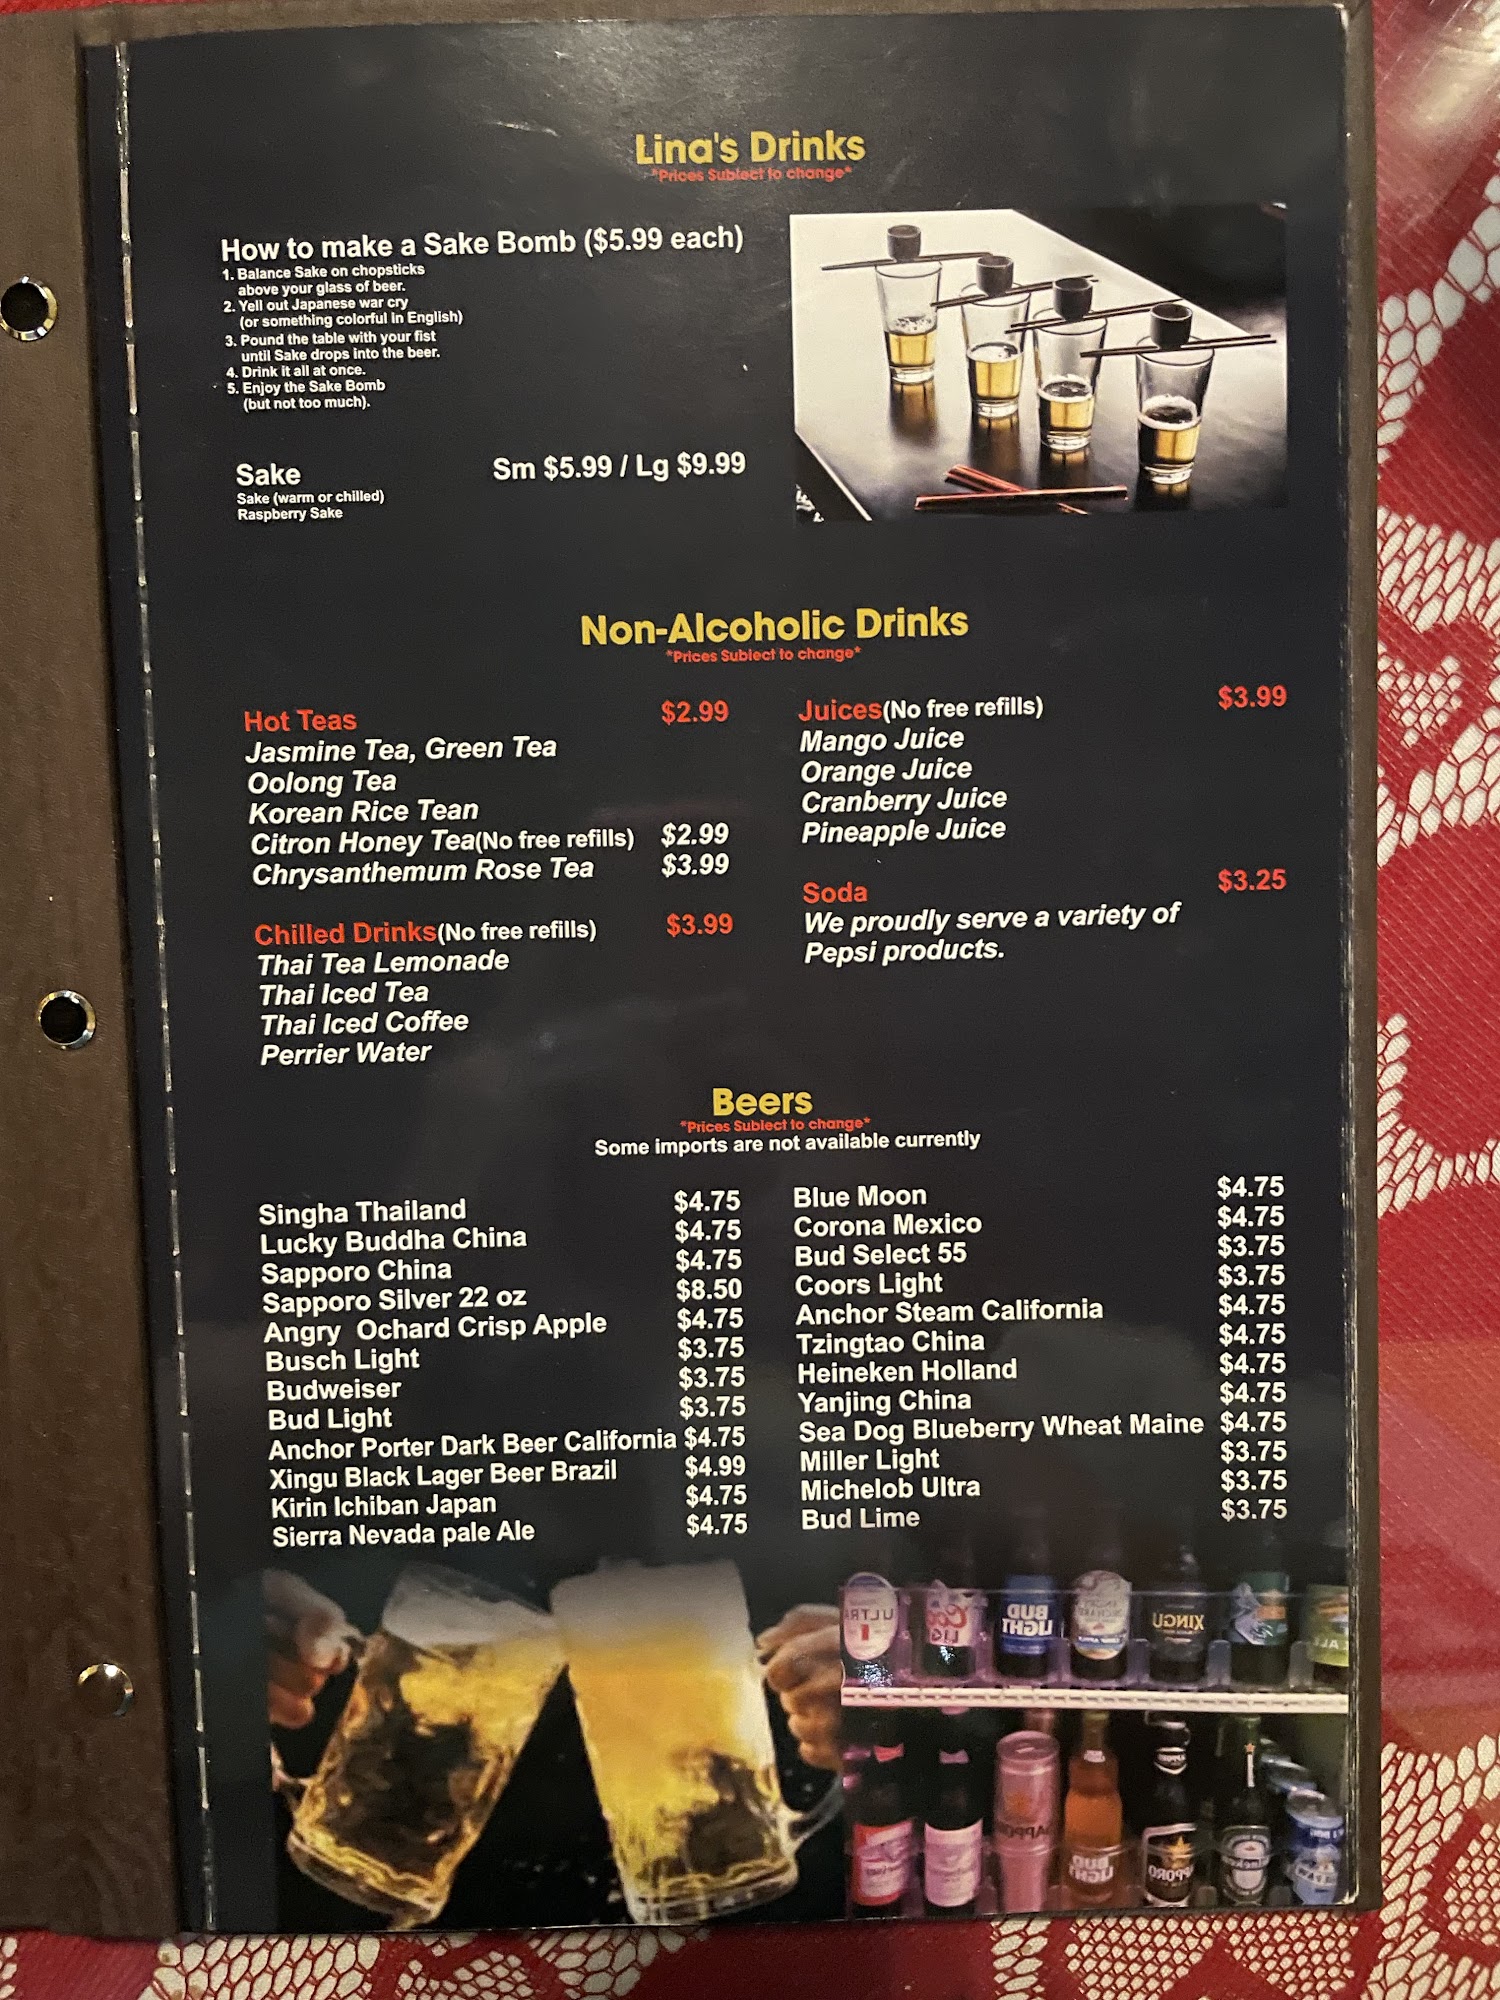 Lina's Drinks
*Prices Subiect to change*
How to make a Sake Bomb ($5.99 each)
1. Balance Sake on chopsticks
above your glass of beer.
2. Yell out Japanese war cry
(or something colorful in English)
3. Pound the table with your fist
until Sake drops into the beer.
4. Drink it all at once.
5. Enjoy the Sake Bomb
(but not too much).
Sake Sm $5.99 / Lg $9.99
Sake (warm or chilled)
Raspberry Sake
Non-Alcoholic Drinks
*Prices Subiect to change*
Hot Teas $2.99
Jasmine Tea, Green Tea
Oolong Tea
Korean Rice Tean
Citron Honey Tea(No free refills) $2.99
Chrysanthemum Rose Tea $3.99
Chilled Drinks(No free refills) $3.99
Thai Tea Lemonade
Thai Iced Tea
Thai Iced Coffee
Perrier Water
Juices(No free refills) $3.99
Mango Juice
Orange Juice
Cranberry Juice
Pineapple Juice
Soda $3.25
We proudly serve a variety of
Pepsi products.
Beers
*Prices Subiect to change*
Some imports are not available currently
Singha Thailand $4.75
Lucky Buddha China $4.75
Sapporo China $4.75
Sapporo Silver 22 oz $8.50
Angry Ochard Crisp Apple $4.75
Busch Light $3.75
Budweiser $3.75
Bud Light $3.75
Anchor Porter Dark Beer California $4.75
Xingu Black Lager Beer Brazil $4.99
Kirin Ichiban Japan $4.75
Sierra Nevada pale Ale $4.75
Blue Moon $4.75
Corona Mexico $4.75
Bud Select 55 $3.75
Coors Light $3.75
Anchor Steam California $4.75
Tzingtao China $4.75
Heineken Holland $4.75
Yanjing China $4.75
Sea Dog Blueberry Wheat Maine $4.75
Miller Light $3.75
Michelob Ultra $3.75
Bud Lime $3.75
ULTRA
BUD
LIGHT
XINGU
BUD